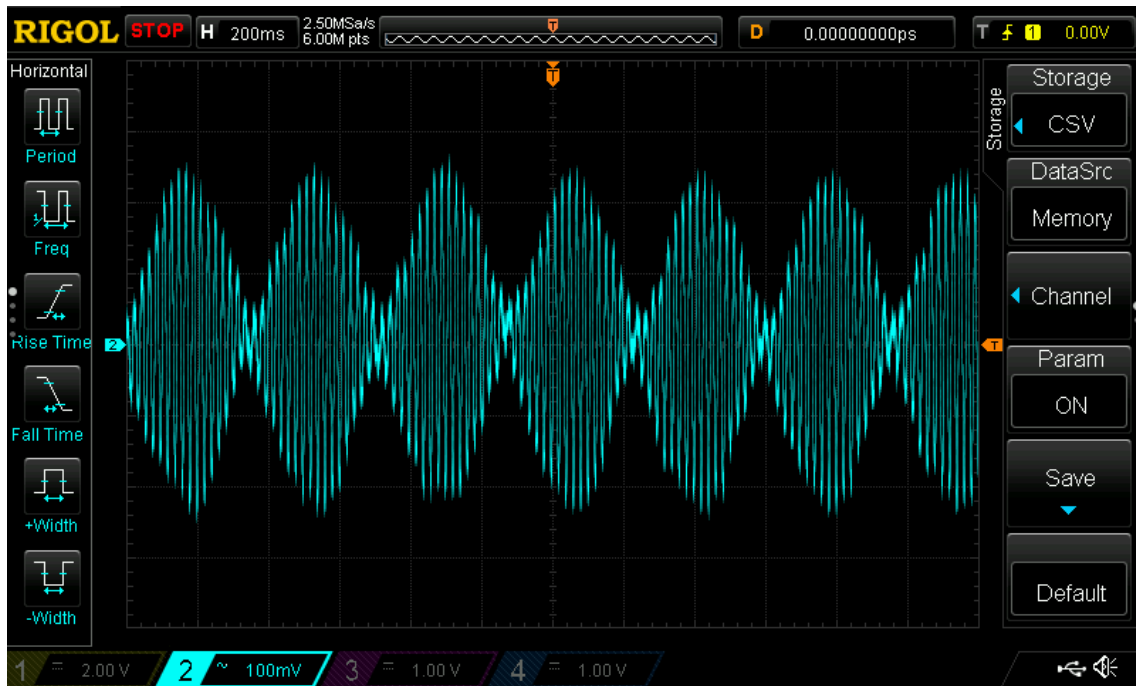 RIGOL STOP H 200ms 2.50MSa/s 6.00M pts T D 0.00000000ps T 1 0.00V
Horizontal
Period
Freq
Rise Time
Fall Time
+Width
-Width
T
2
T
Storage
Storage
CSV
DataSrc
Memory
Channel
Param
ON
Save
Default
1 = 2.00 V 2 ~ 100mV 3 = 1.00 V 4 = 1.00 V